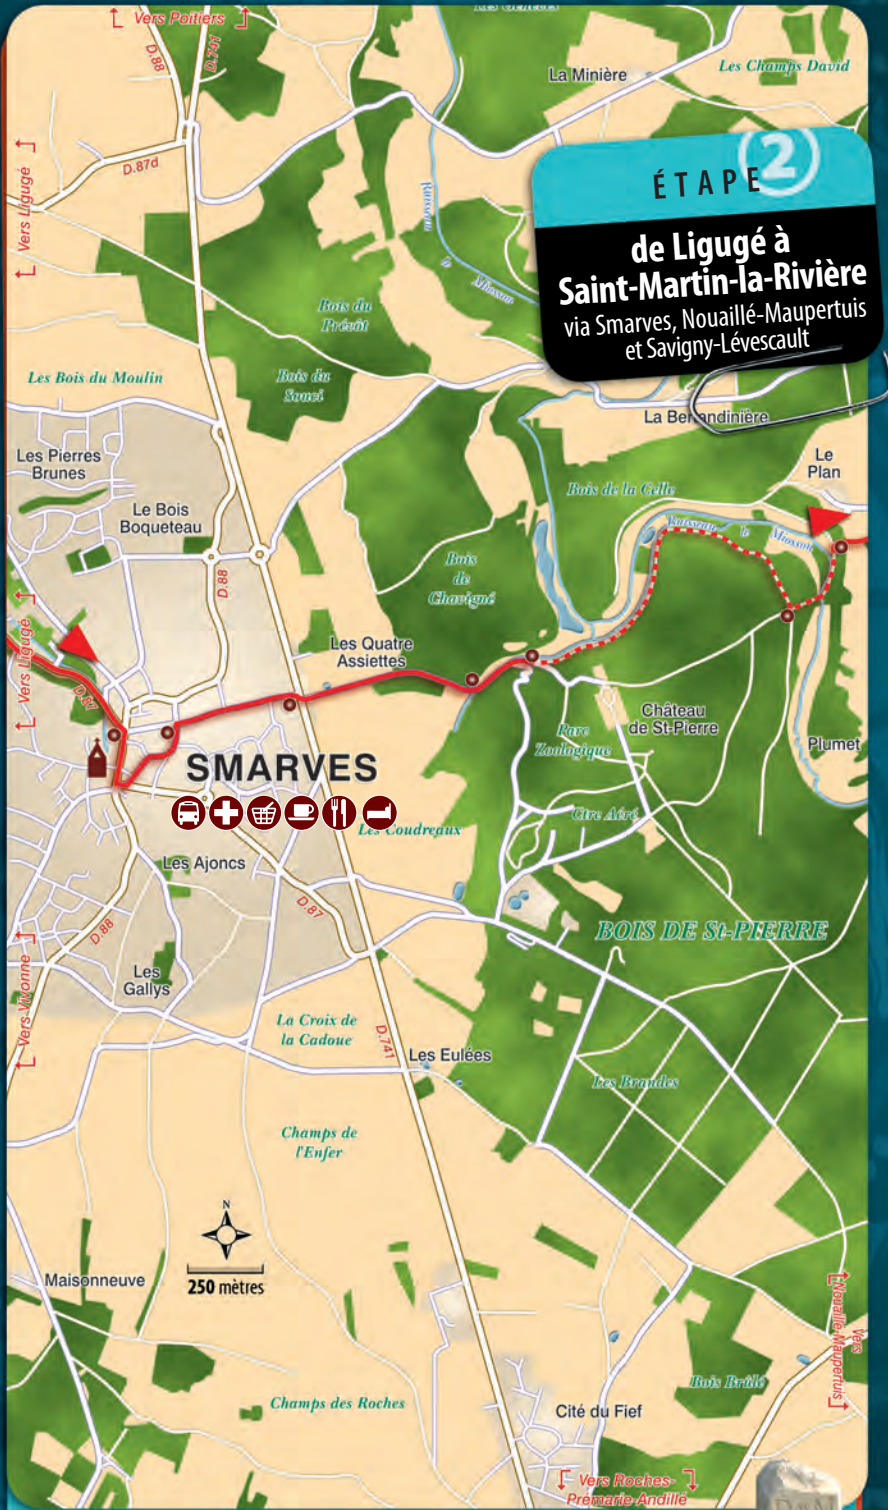 Les Geneves
Vers Poitiers
D.88
D.741
La Minière
Les Champs David
D.87d
Vers Ligugé
ÉTAPE 2
de Ligugé à
Saint-Martin-la-Rivière
via Smarves, Nouaillé-Maupertuis
et Savigny-Lévescault
Ruisseau le Miosson
Bois du
Prévôt
Les Bois du Moulin
Bois du
Souci
La Bernandinière
Les Pierres
Brunes
Le
Plan
Bois de la Celle
Le Bois
Boqueteau
Ruisseau le Miosson
Bois
de
Chavigné
D.88
Vers Ligugé
Les Quatre
Assiettes
D.87
Château
de St-Pierre
Parc
Zoologique
Plumet
SMARVES
Ctre Aéré
Les Coudreaux
Les Ajoncs
D.87
D.88
BOIS DE St-PIERRE
Vers Vivonne
Les
Gallys
La Croix de
la Cadoue
D.741
Les Eulées
Les Brandes
Champs de
l'Enfer
N
250 mètres
Maisonneuve
Vers
Nouaillé-Maupertuis
Bois Brûlé
Champs des Roches
Cité du Fief
Vers Roches-
Prémarie-Andillé